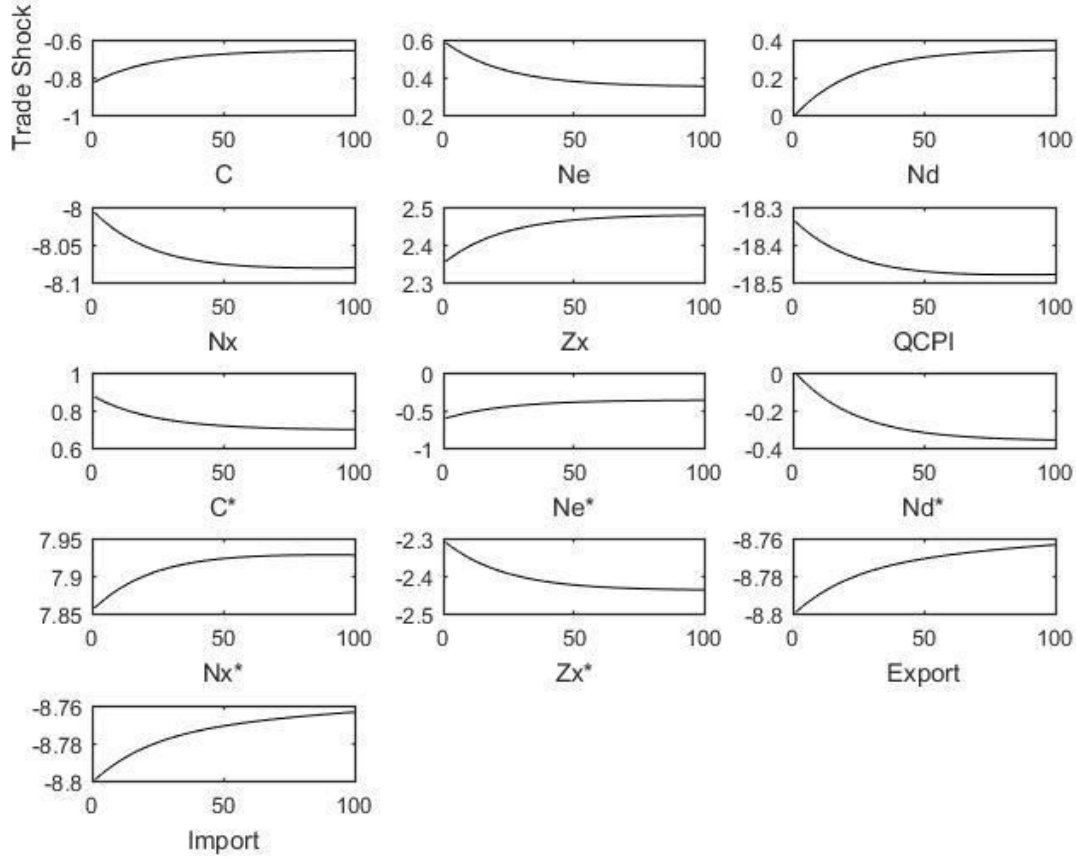 Trade Shock
-0.6
-0.8
-1
0 50 100
C
0.6
0.4
0.2
0 50 100
Ne
0.4
0.2
0
0 50 100
Nd
-8
-8.05
-8.1
0 50 100
Nx
2.5
2.4
2.3
0 50 100
Zx
-18.3
-18.4
-18.5
0 50 100
QCPI
1
0.8
0.6
0 50 100
C*
0
-0.5
-1
0 50 100
Ne*
0
-0.2
-0.4
0 50 100
Nd*
7.95
7.9
7.85
0 50 100
Nx*
-2.3
-2.4
-2.5
0 50 100
Zx*
-8.76
-8.78
-8.8
0 50 100
Export
-8.76
-8.78
-8.8
0 50 100
Import